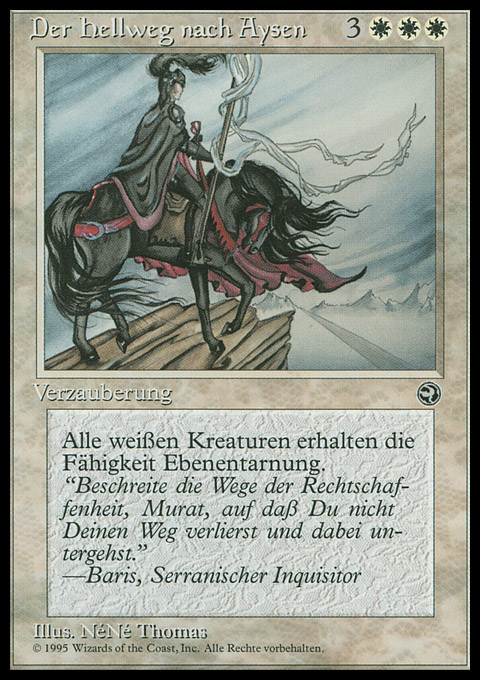 Der Hellweg nach Aysen 3
Verzauberung
Alle weißen Kreaturen erhalten die
Fähigkeit Ebenentarnung.
“Beschreite die Wege der Rechtschaf-
fenheit, Murat, auf daß Du nicht
Deinen Weg verlierst und dabei un-
tergehst.”
—Baris, Serranischer Inquisitor
Illus. NéNé Thomas
© 1995 Wizards of the Coast, Inc. Alle Rechte vorbehalten.